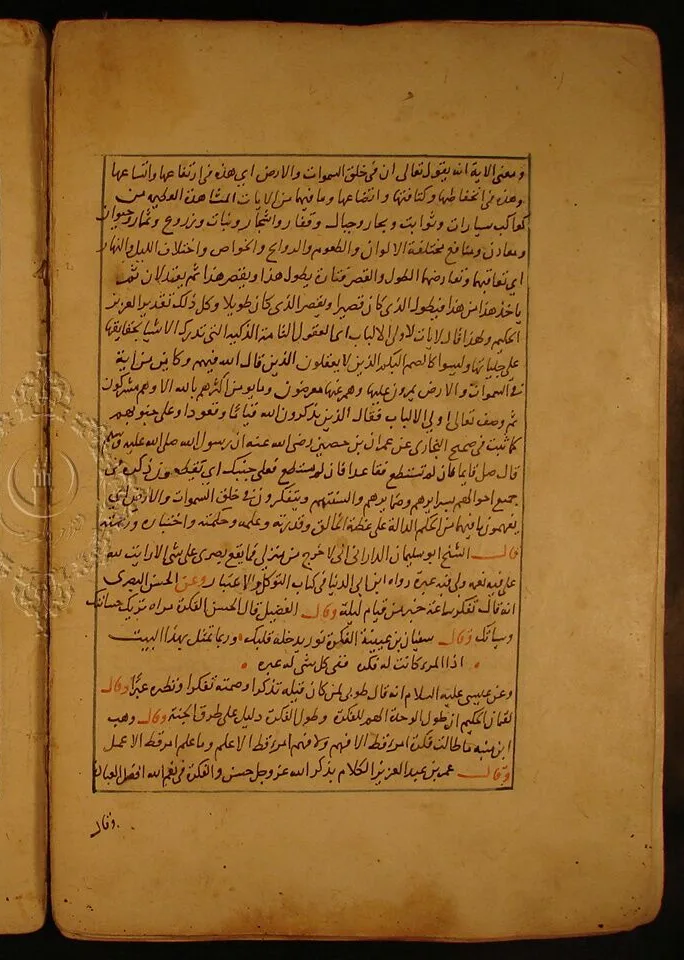 ومعنى الاية انه يقول تعالى ان في خلق السموات والارض اي هذه في ارتفاعها واتساعها
وهذه في انخفاضها وكثافتها واتضاعها وما فيهما من الايات المشاهدة العظيمة من
كواكب سيارات وثوابت وبحار وجبال وقفار واشجار ونبات وزروع وثمار وحيوان
ومعادن ومنافع مختلفة الالوان والطعوم والروايح والخواص واختلاف الليل والنهار
اي تعاقبهما وتعارضهما الطول والقصر فتارة يطول هذا ويقصر هذا ثم يعتدلان ثم
ياخذ هذا من هذا فيطول الذي كان قصيرا ويقصر الذي كان طويلا وكل ذلك تقدير العزيز
الحكيم ولهذا قال لايات لاولي الالباب اي العقول التامة الذكية التي تدرك الاشيا بحقايقها
على جلياتها وليسوا كالصم البكم الذين لا يعقلون الذين قال الله فيهم وكاين من اية
في السموات والارض يمرون عليها وهم عنها معرضون وما يومن اكثرهم بالله الا وهم مشركون
ثم وصف تعالى اولي الالباب فقال الذين يذكرون الله قياما وقعودا وعلى جنوبهم
كما ثبت في صحيح البخاري عن عمران بن حصين رضي الله عنه ان رسول الله صلى الله عليه وسلم
قال صل قايما فان لم تستطع فقاعدا فان لم تستطع فعلى جنبك اي لا يقطعون ذكره في
جميع احوالهم بسرايرهم وضمايرهم والسنتهم ويتفكرون في خلق السموات والارض اي
يفهمون ما فيهما من الحكم الدالة على عظمة الخالق وقدرته وعلمه وحكمته واختياره ورحمته
قال الشيخ ابو سليمان الداراني اني لاخرج من منزلي فما يقع بصري على شي الا رايت لله
علي فيه نعمه ولي فيه عبرة رواه ابن ابي الدنيا في كتاب التوكل والاعتبار وعن الحسن البصري
انه قال تفكر ساعة خير من قيام ليلة وقال الفضيل قال الحسن الفكرة مراة تريك حسناتك
وسياتك وقال سفيان بن عيينة الفكرة نور يدخله قلبك وربما تمثل بهذا البيت
اذا المرء كانت له فكرة ففي كل شي له عبره
وعن عيسى عليه السلام انه قال طوبى لمن كان قيله تذكرا وصمته تفكرا ونظره عبرا وقال
لقمان الحكيم ان طول الوحدة الهم للفكرة وطول الفكرة دليل على طرق الجنة وقال وهب
ابن منبه ما طالت فكرة امرء قط الا فهم ولا فهم امرء قط الا علم وما علم امرء قط الا عمل
وقال عمر بن عبد العزيز الكلام بذكر الله عز وجل حسن والفكرة في نعم الله افضل العبادة
وقال